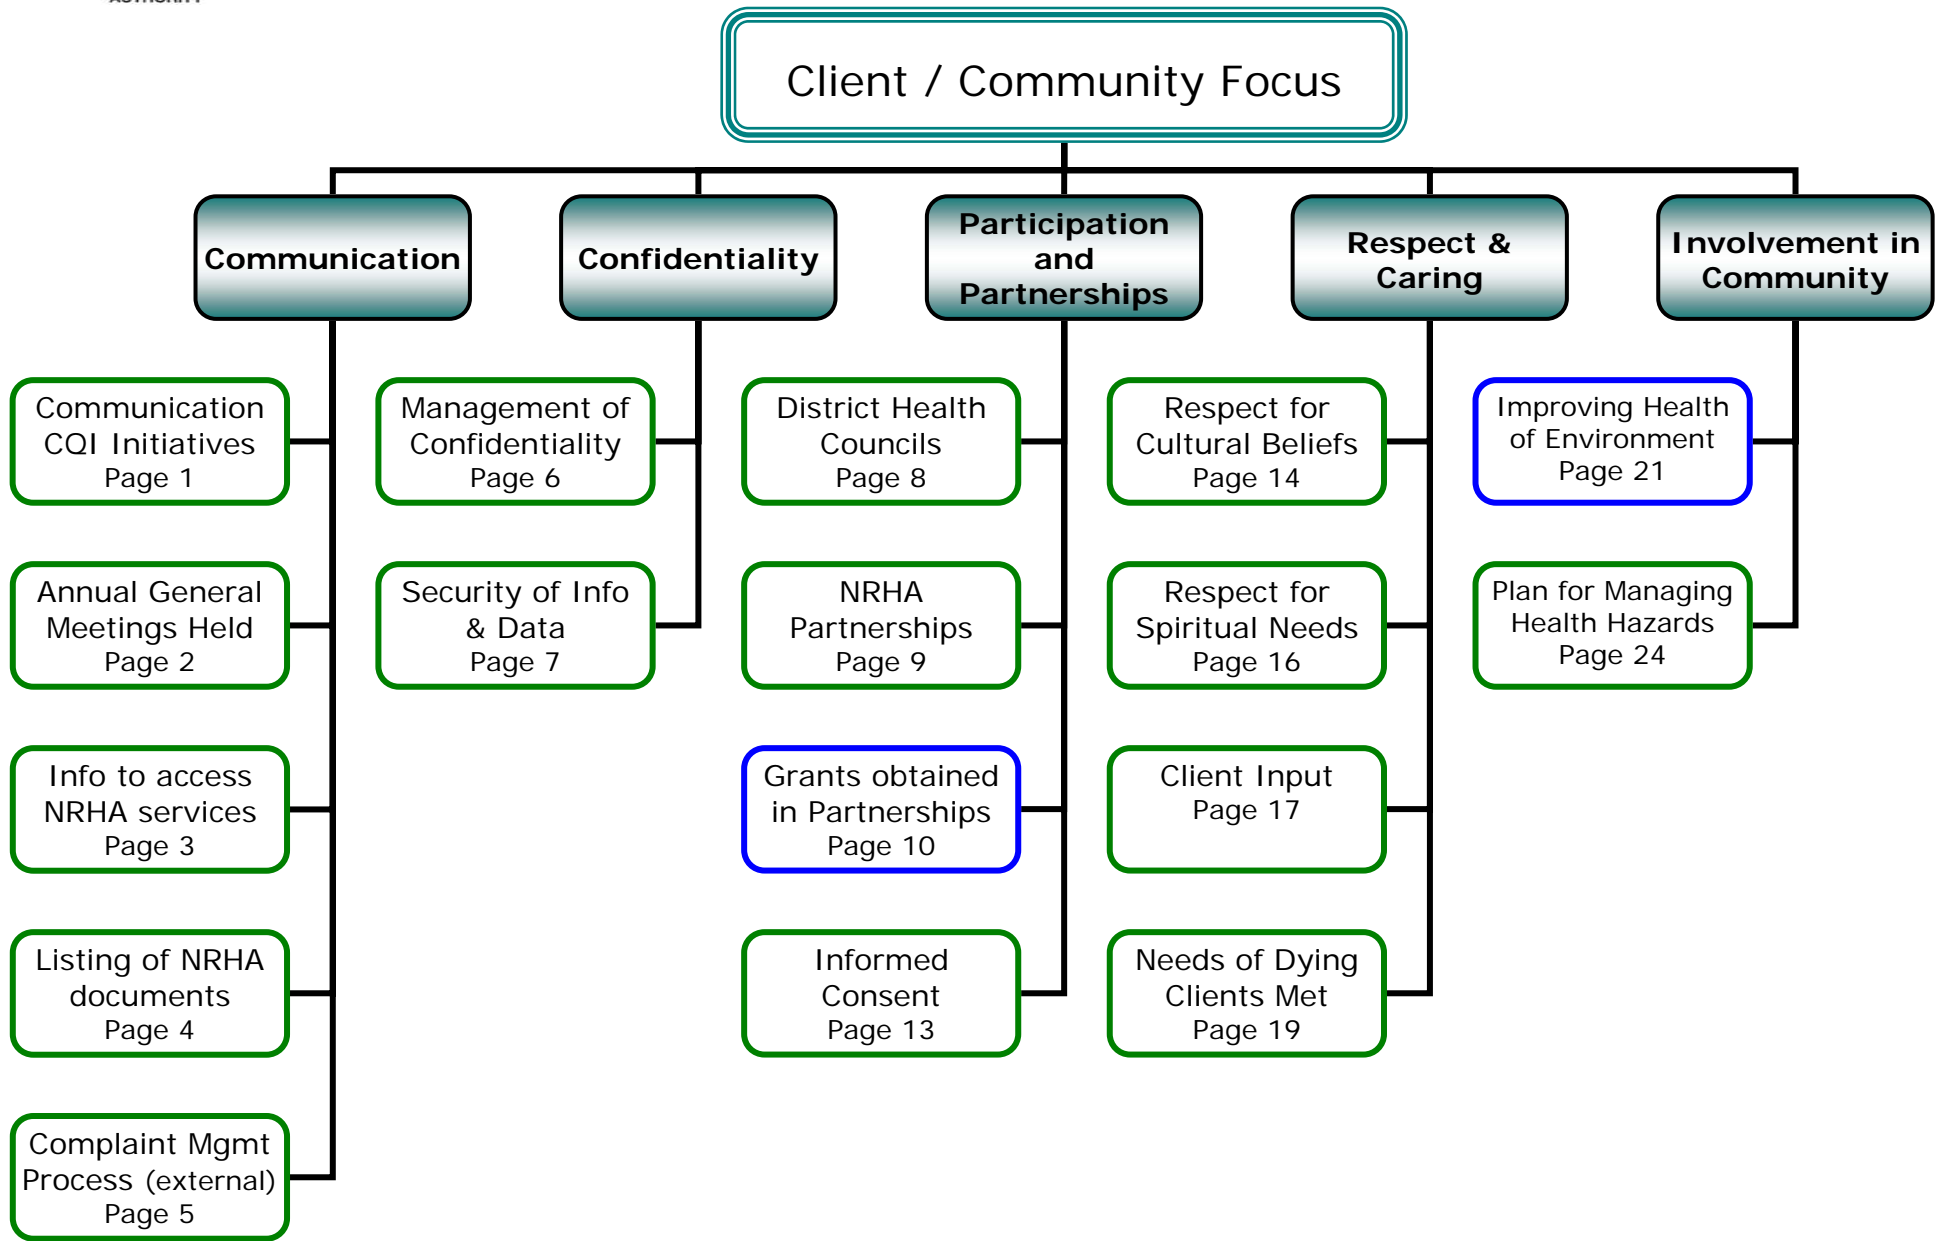 Client / Community Focus
Communication
Confidentiality
Participation
and
Partnerships
Respect &
Caring
Involvement in
Community
Communication
CQI Initiatives
Page 1
Annual General
Meetings Held
Page 2
Info to access
NRHA services
Page 3
Listing of NRHA
documents
Page 4
Complaint Mgmt
Process (external)
Page 5
Management of
Confidentiality
Page 6
Security of Info
& Data
Page 7
District Health
Councils
Page 8
NRHA
Partnerships
Page 9
Grants obtained
in Partnerships
Page 10
Informed
Consent
Page 13
Respect for
Cultural Beliefs
Page 14
Respect for
Spiritual Needs
Page 16
Client Input
Page 17
Needs of Dying
Clients Met
Page 19
Improving Health
of Environment
Page 21
Plan for Managing
Health Hazards
Page 24